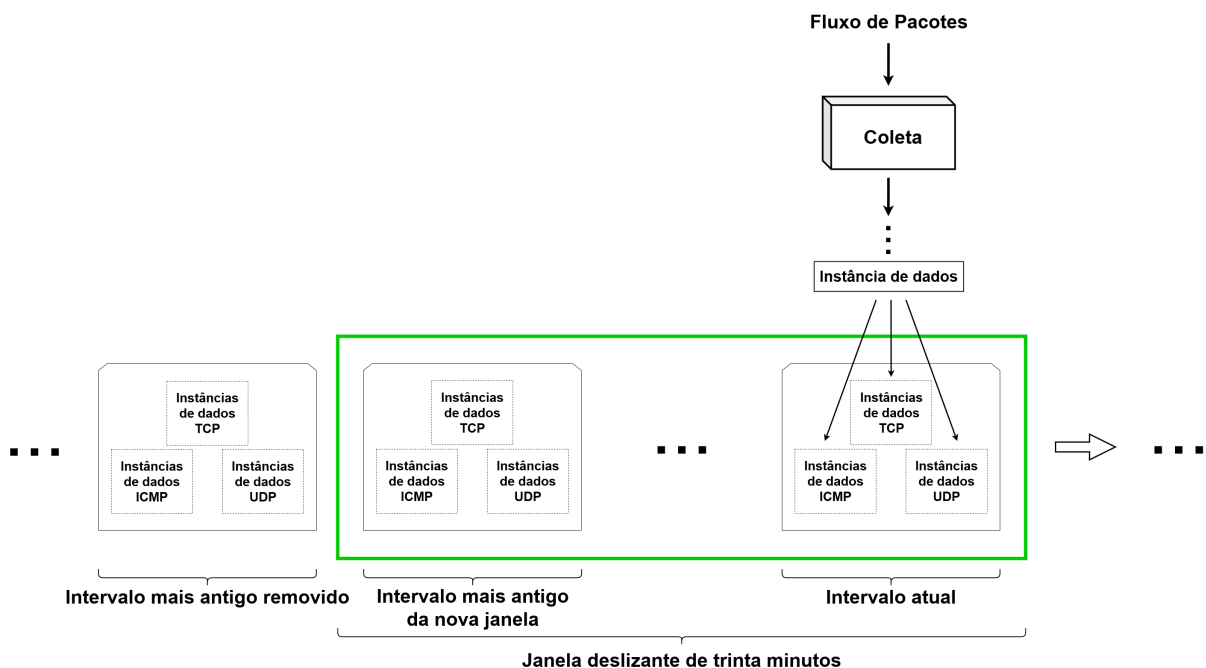 Fluxo de Pacotes
Coleta
Instância de dados
Instâncias
de dados
TCP
Instâncias
de dados
ICMP
Instâncias
de dados
UDP
Instâncias
de dados
TCP
Instâncias
de dados
ICMP
Instâncias
de dados
UDP
Instâncias
de dados
TCP
Instâncias
de dados
ICMP
Instâncias
de dados
UDP
Intervalo mais antigo removido
Intervalo mais antigo
da nova janela
Intervalo atual
Janela deslizante de trinta minutos